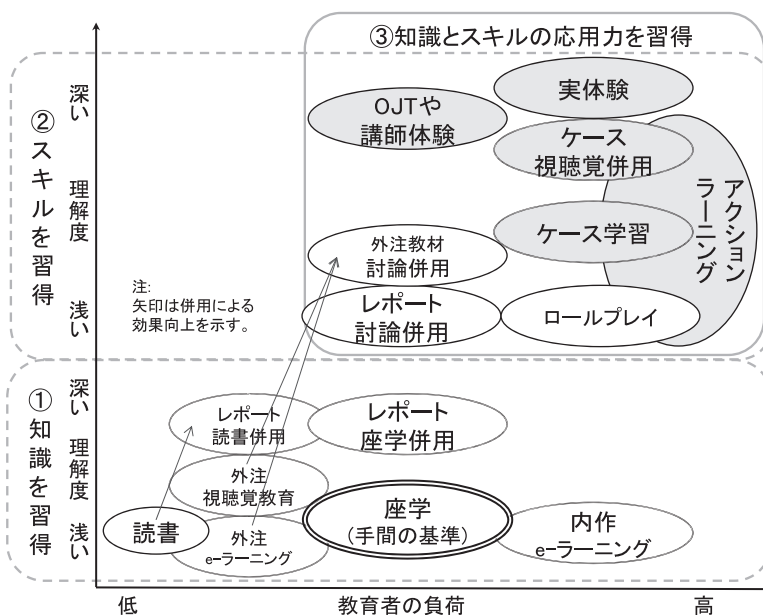 ③知識とスキルの応用力を習得
②スキルを習得
深い
理解度
浅い
OJTや
講師体験
実体験
ケース
視聴覚併用
アクション
ラーニング
ケース学習
外注教材
討論併用
注:
矢印は併用による
効果向上を示す。
レポート
討論併用
ロールプレイ
①知識を習得
深い
理解度
浅い
レポート
読書併用
レポート
座学併用
外注
視聴覚教育
読書
外注
e-ラーニング
座学
(手間の基準)
内作
e-ラーニング
低
教育者の負荷
高